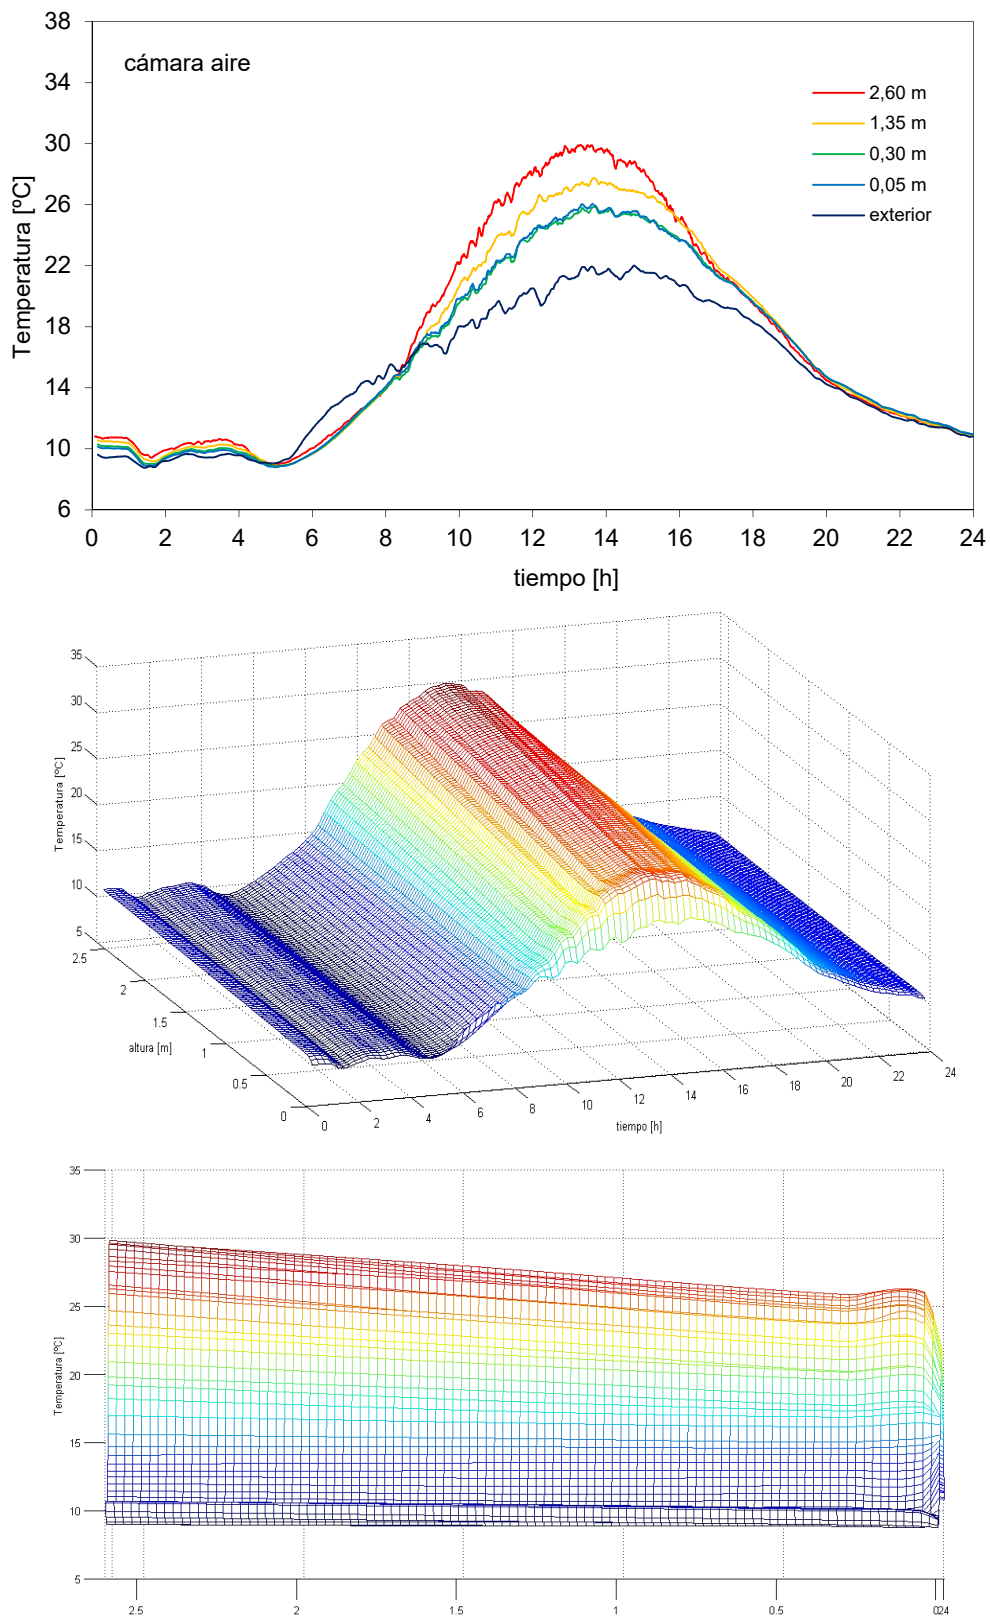 38
cámara aire
34
2,60 m
1,35 m
30
0,30 m
0,05 m
26
exterior
22
18
14
10
6
Temperatura [ºC]
0 2 4 6 8 10 12 14 16 18 20 22 24
tiempo [h]
35
30
25
20
15
10
5
Temperatura [ºC]
2.5
2
1.5
1
0.5
0
altura [m]
0 2 4 6 8 10 12 14 16 18 20 22 24
tiempo [h]
35
30
25
20
15
10
5
Temperatura [ºC]
2.5 2 1.5 1 0.5 024